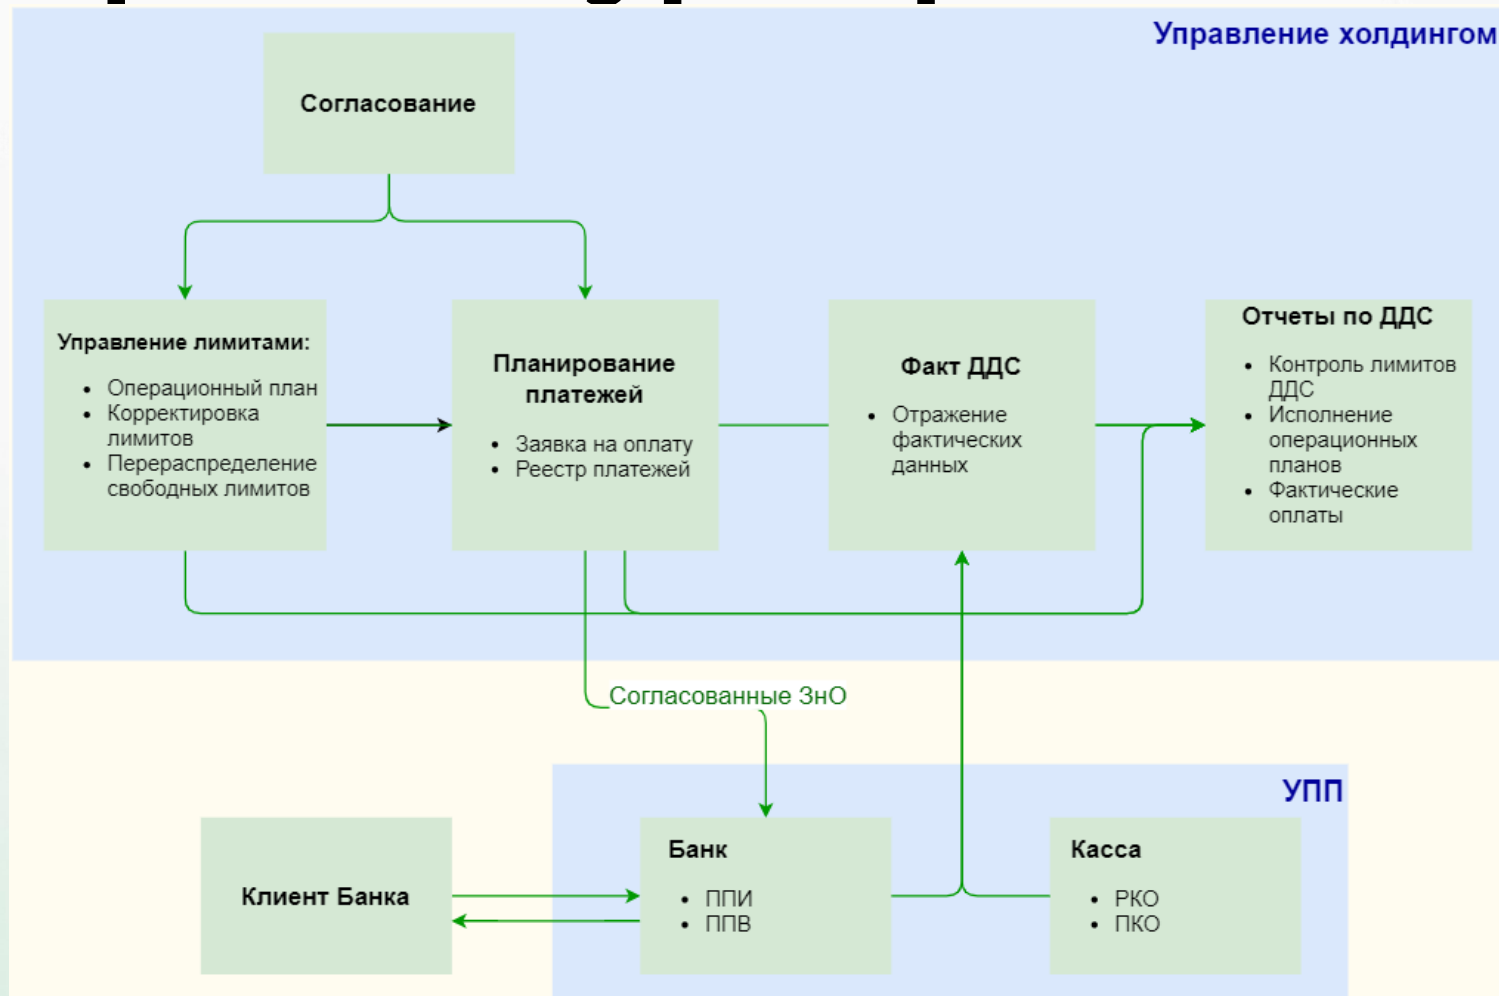 Управление холдингом
Согласование
Управление лимитами:
• Операционный план
• Корректировка
лимитов
• Перераспределение
свободных лимитов
Планирование
платежей
• Заявка на оплату
• Реестр платежей
Факт ДДС
• Отражение
фактических
данных
Отчеты по ДДС
• Контроль лимитов
ДДС
• Исполнение
операционных
планов
• Фактические
оплаты
Согласованные ЗнО
УПП
Клиент Банка
Банк
• ППИ
• ППВ
Касса
• РКО
• ПКО